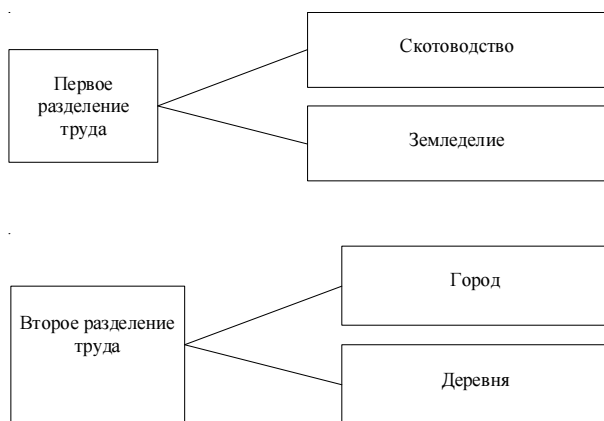 Первое
разделение
труда
Скотоводство
Земледелие
Второе разделение
труда
Город
Деревня